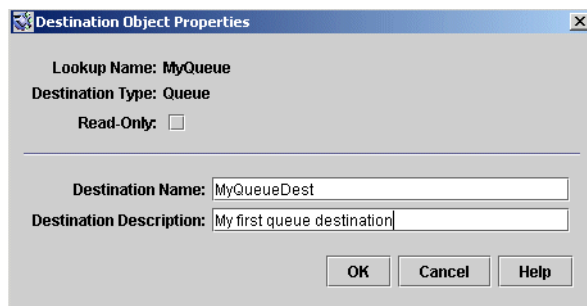 Destination Object Properties
Lookup Name: MyQueue
Destination Type: Queue
Read-Only:
Destination Name: MyQueueDest
Destination Description: My first queue destination
OK Cancel Help